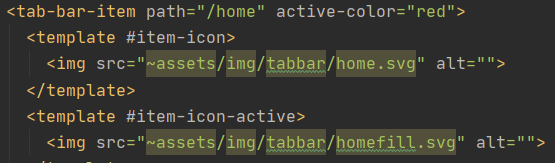 <tab-bar-item path="/home" active-color="red">
<template #item-icon>
<img src="~assets/img/tabbar/home.svg" alt="">
</template>
<template #item-icon-active>
<img src="~assets/img/tabbar/homefill.svg" alt="">